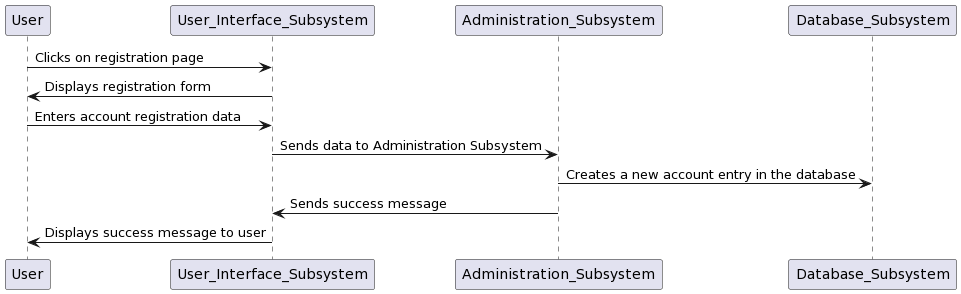 User User_Interface_Subsystem Administration_Subsystem Database_Subsystem
Clicks on registration page
Displays registration form
Enters account registration data
Sends data to Administration Subsystem
Creates a new account entry in the database
Sends success message
Displays success message to user
User User_Interface_Subsystem Administration_Subsystem Database_Subsystem